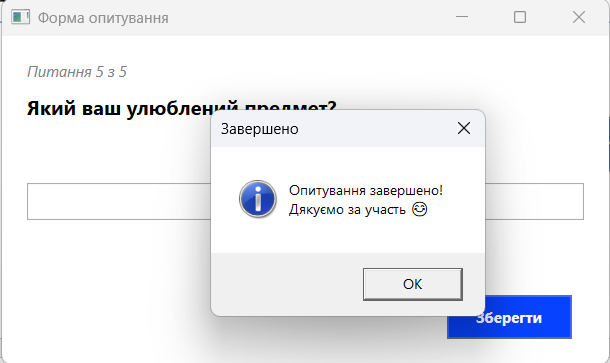 Форма опитування
Питання 5 з 5
Який ваш улюблений предмет?
Завершено
Опитування завершено!
Дякуємо за участь 😊
OK
Зберегти